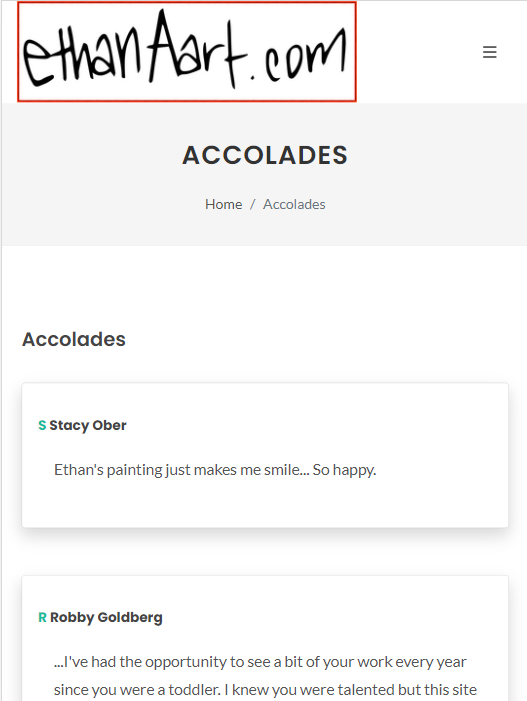 ethanAart.com
ACCOLADES
Home / Accolades
Accolades
S Stacy Ober
Ethan's painting just makes me smile... So happy.
R Robby Goldberg
...I've had the opportunity to see a bit of your work every year
since you were a toddler. I knew you were talented but this site